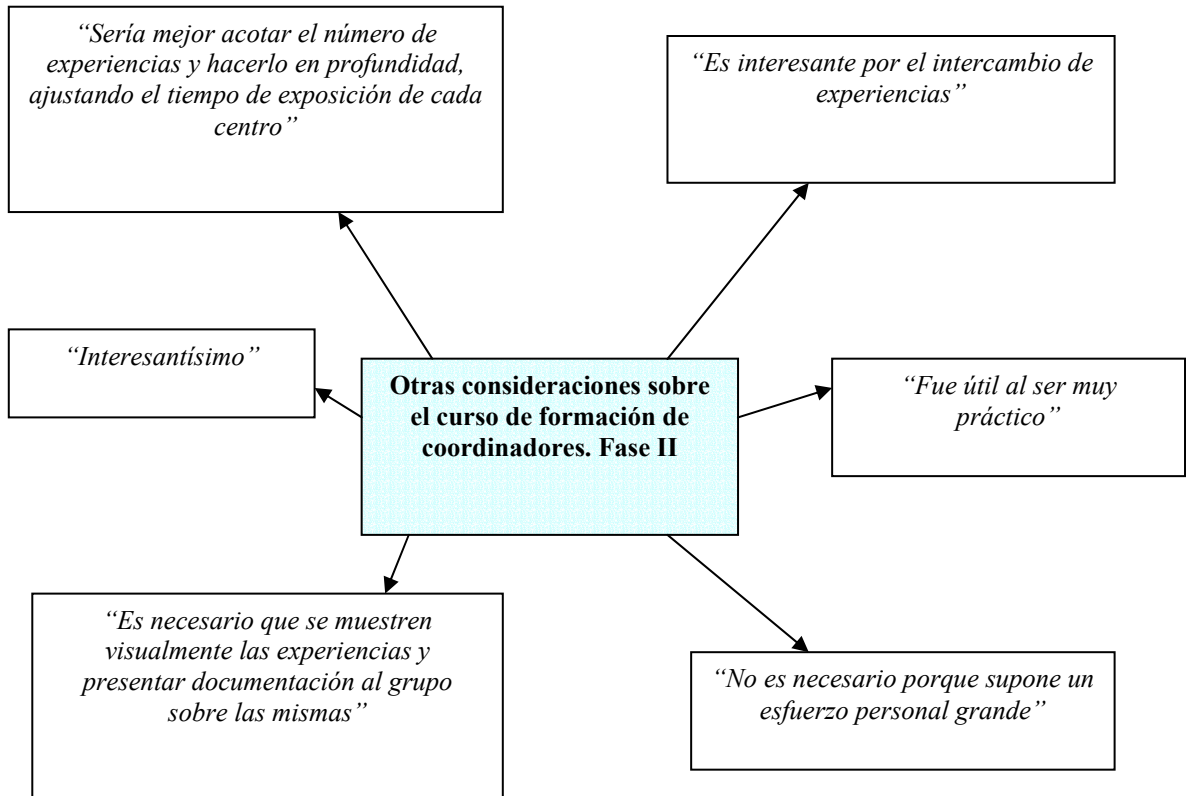 “Sería mejor acotar el número de
experiencias y hacerlo en profundidad,
ajustando el tiempo de exposición de cada
centro”
“Es interesante por el intercambio de
experiencias”
“Interesantísimo”
Otras consideraciones sobre
el curso de formación de
coordinadores. Fase II
“Fue útil al ser muy
práctico”
“Es necesario que se muestren
visualmente las experiencias y
presentar documentación al grupo
sobre las mismas”
“No es necesario porque supone un
esfuerzo personal grande”